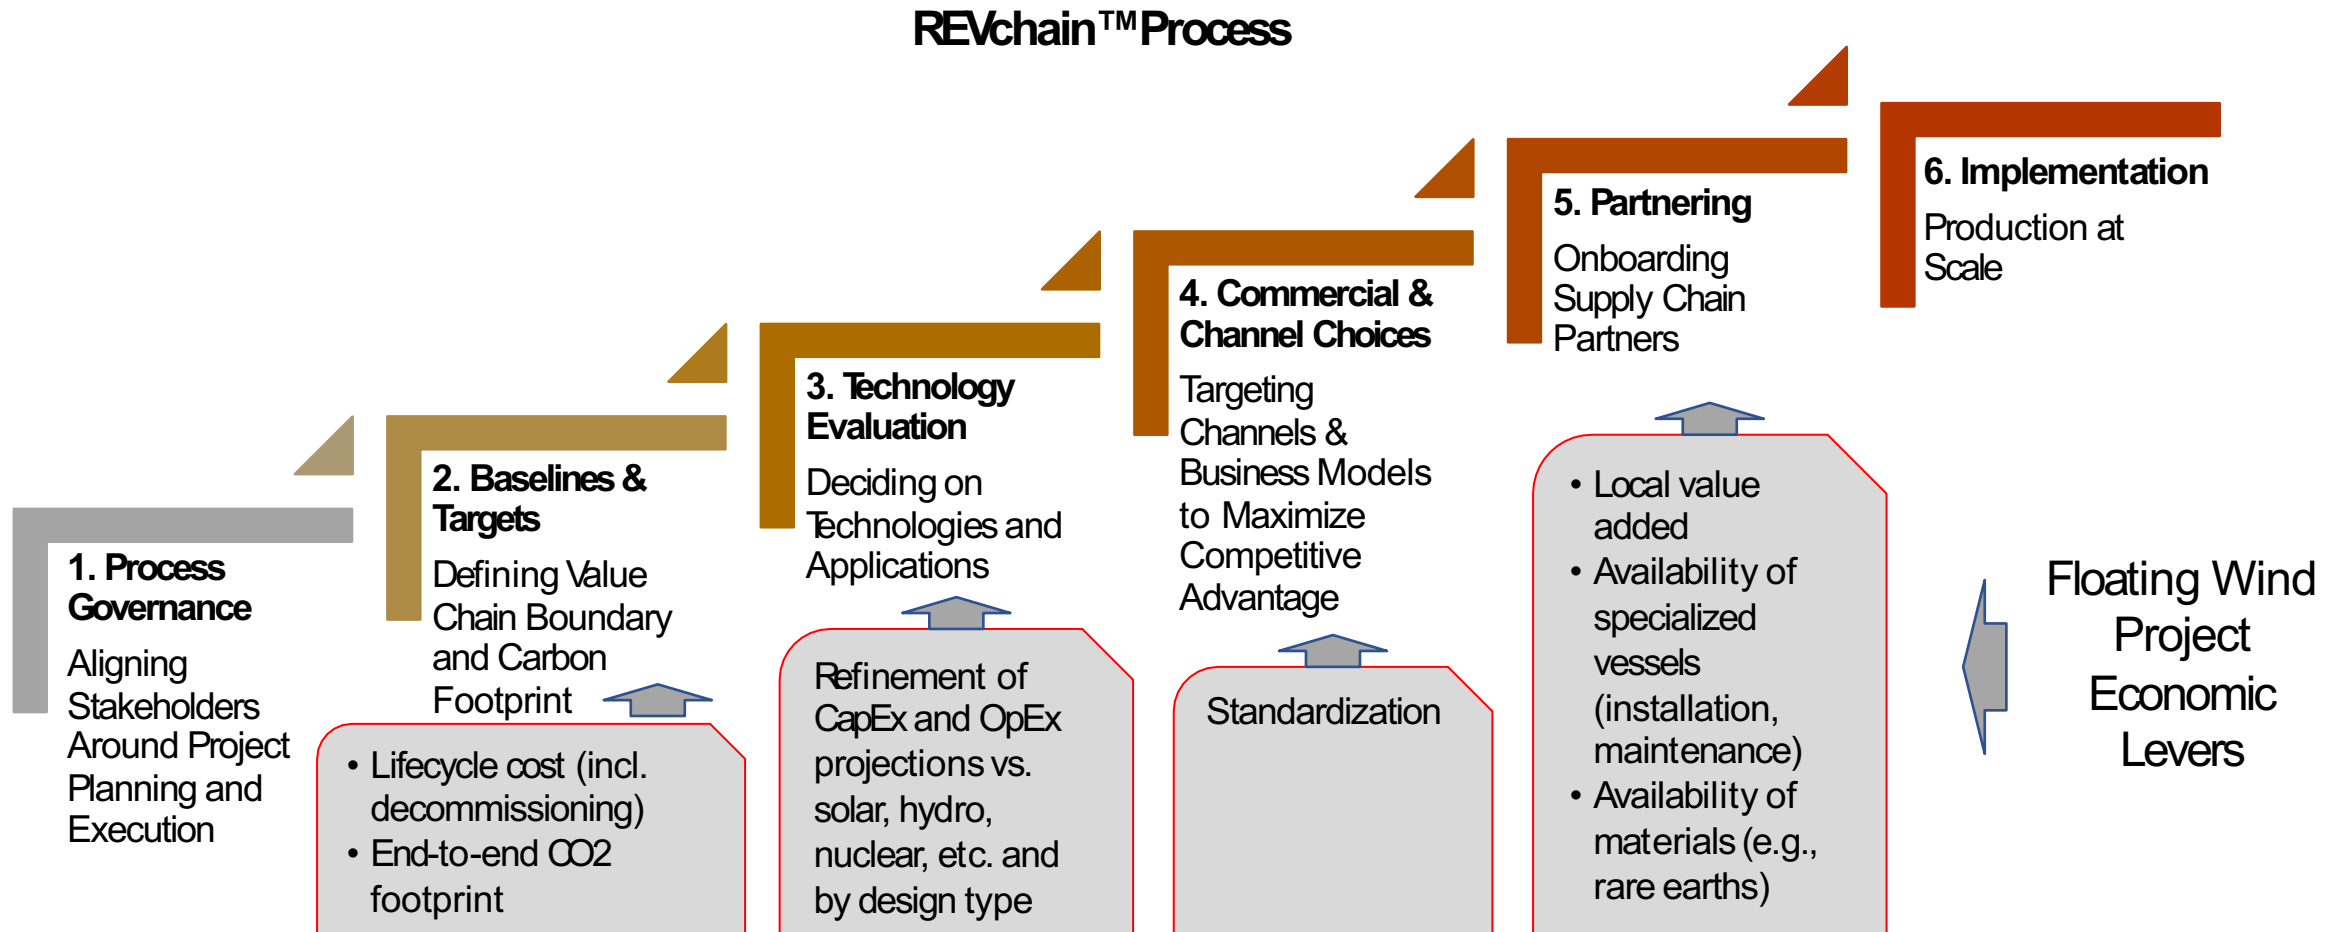 REVchain™ Process
1. Process
Governance
Aligning
Stakeholders
Around Project
Planning and
Execution
2. Baselines &
Targets
Defining Value
Chain Boundary
and Carbon
Footprint
• Lifecycle cost (incl.
decommissioning)
• End-to-end CO2
footprint
3. Technology
Evaluation
Deciding on
Technologies and
Applications
Refinement of
CapEx and OpEx
projections vs.
solar, hydro,
nuclear, etc. and
by design type
4. Commercial &
Channel Choices
Targeting
Channels &
Business Models
to Maximize
Competitive
Advantage
Standardization
5. Partnering
Onboarding
Supply Chain
Partners
• Local value
added
• Availability of
specialized
vessels
(installation,
maintenance)
• Availability of
materials (e.g.,
rare earths)
6. Implementation
Production at
Scale
Floating Wind
Project
Economic
Levers